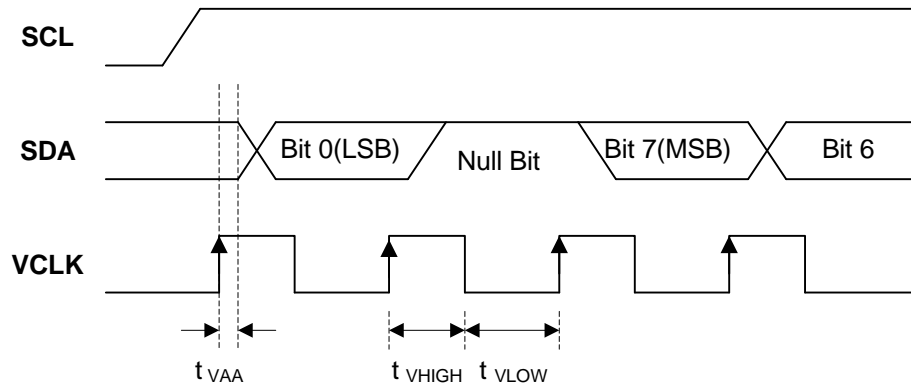 SCL
SDA
Bit 0(LSB)
Null Bit
Bit 7(MSB)
Bit 6
VCLK
t VAA
t VHIGH
t VLOW